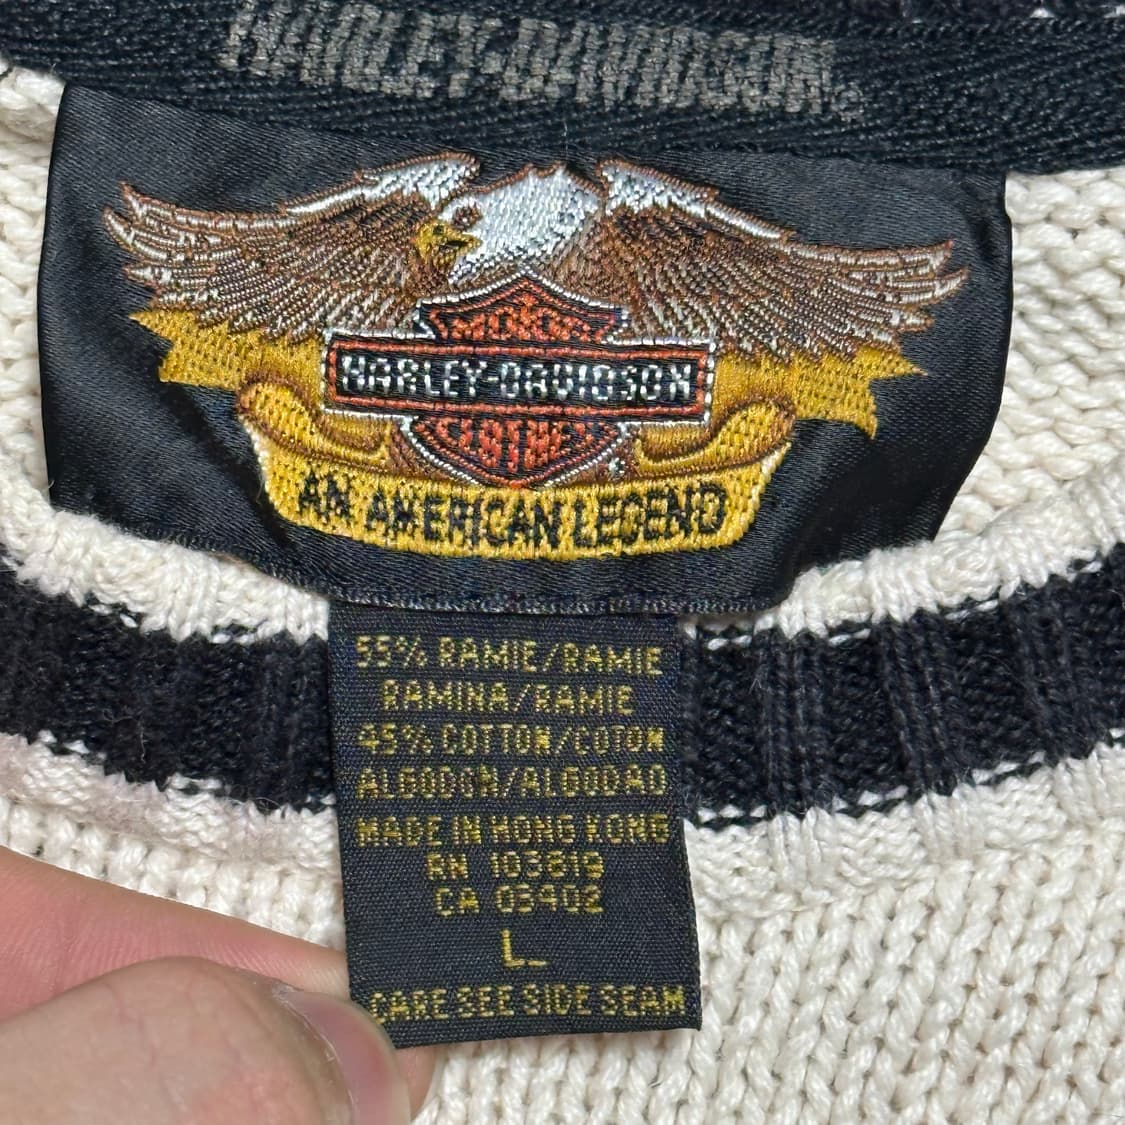 HARLEY-DAVIDSON
MOTOR
HARLEY-DAVIDSON
CLOTHES
AN AMERICAN LEGEND
55% RAMIE/RAMIE
RAMINA/RAMIE
45% COTTON/COTON
ALGODON/ALGODAO
MADE IN HONG KONG
RN 103819
CA 03402
L
CARE SEE SIDE SEAM